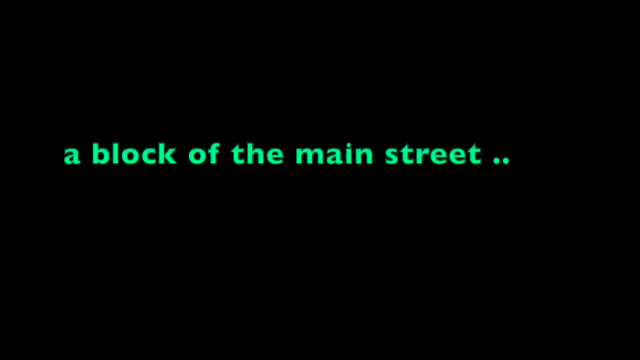 a block of the main street ..